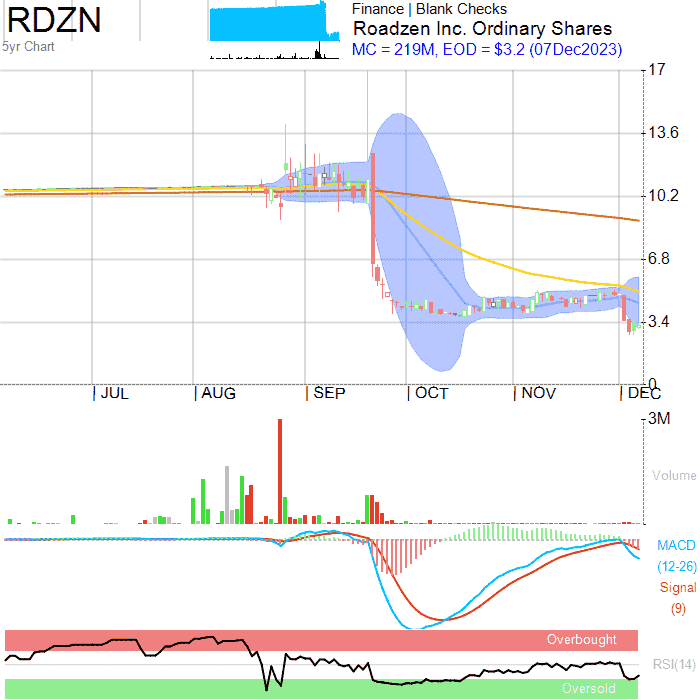 RDZN
5yr Chart
Finance | Blank Checks
Roadzen Inc. Ordinary Shares
MC = 219M, EOD = $3.2 (07Dec2023)
17
13.6
10.2
6.8
3.4
0
JUL AUG SEP OCT NOV DEC
3M
Volume
MACD
(12-26)
Signal
(9)
Overbought
RSI(14)
Oversold